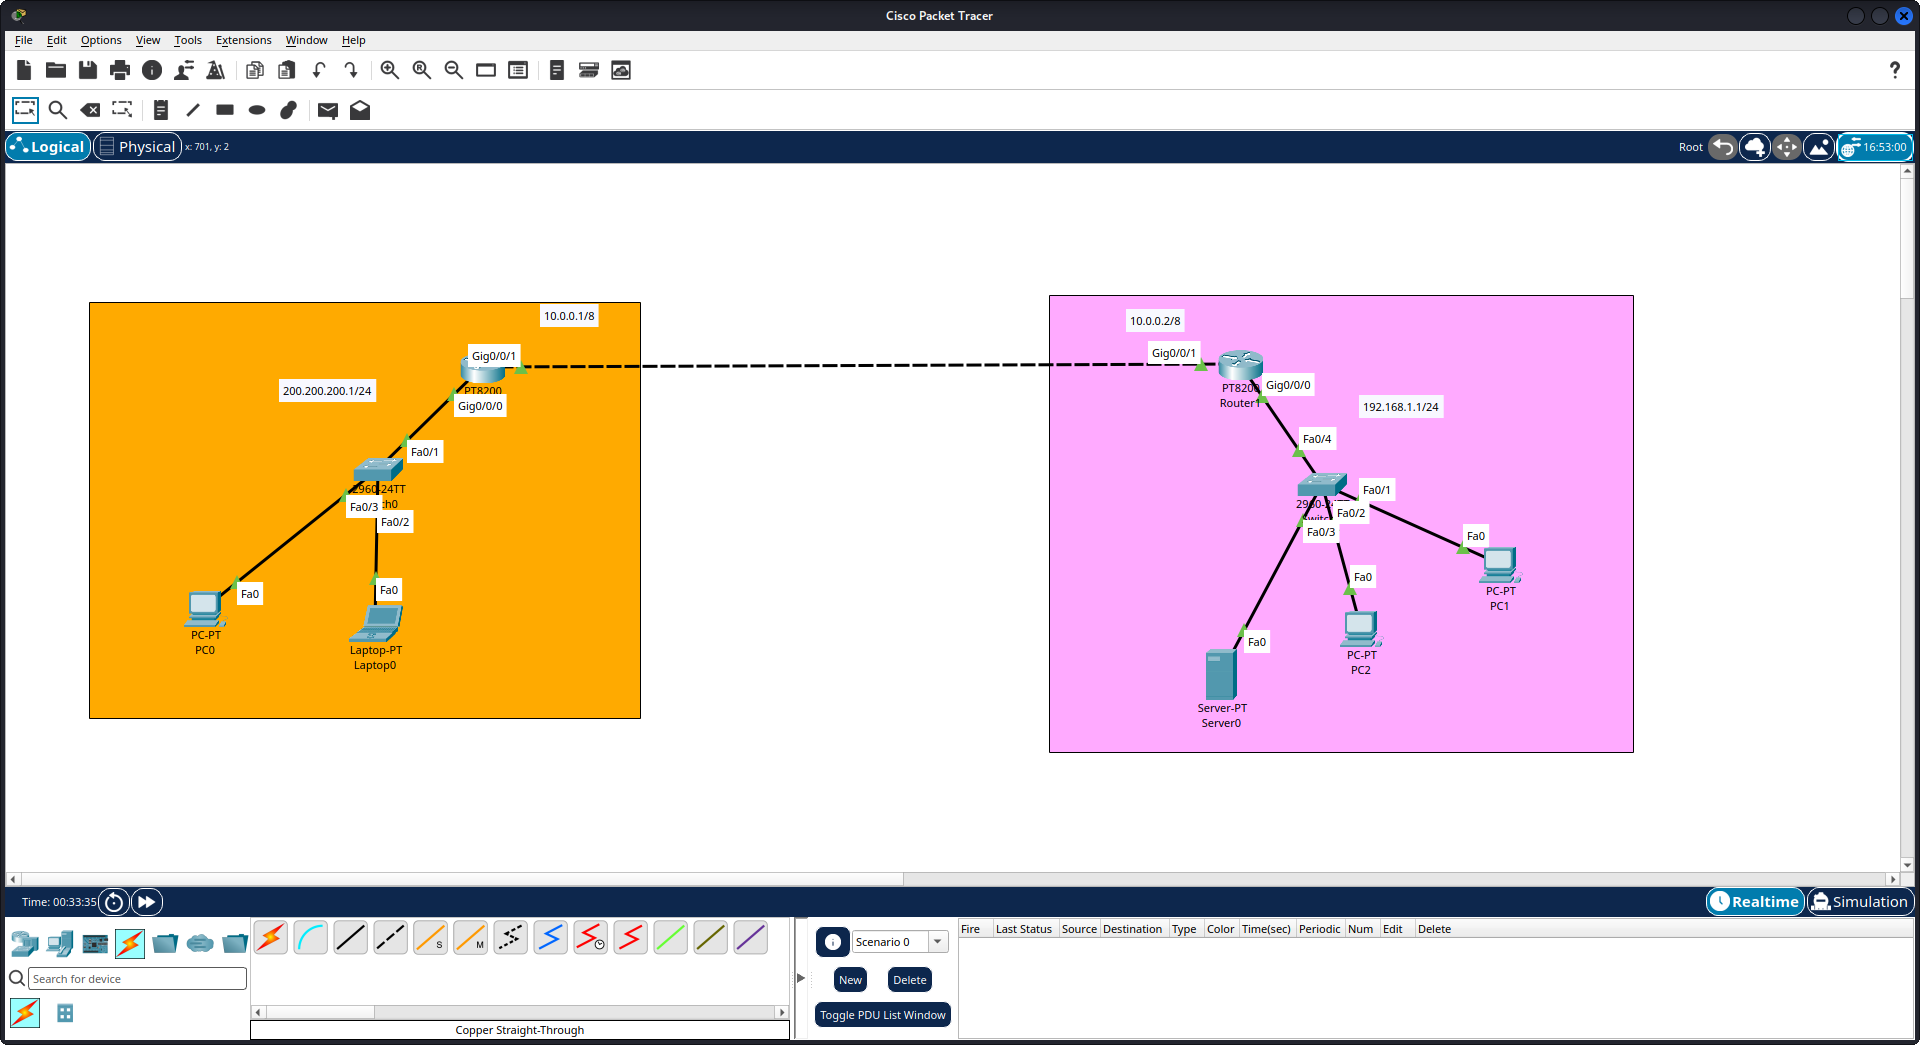 Cisco Packet Tracer
File Edit Options View Tools Extensions Window Help
?
Logical Physical x: 701, y: 2 Root 16:53:00
10.0.0.1/8
Gig0/0/1
PT8200
Gig0/0/0
200.200.200.1/24
Fa0/1
2960-24TT
Fa0/3
Fa0/2
Fa0
PC-PT
PC0
Fa0
Laptop-PT
Laptop0
10.0.0.2/8
Gig0/0/1
PT8200
Router1
Gig0/0/0
192.168.1.1/24
Fa0/4
Fa0/1
Fa0/2
Fa0/3
Fa0
PC-PT
PC1
Fa0
PC-PT
PC2
Fa0
Server-PT
Server0
Time: 00:33:35 Realtime Simulation
Search for device
S
M
Copper Straight-Through
Scenario 0
New Delete
Toggle PDU List Window
Fire Last Status Source Destination Type Color Time(sec) Periodic Num Edit Delete